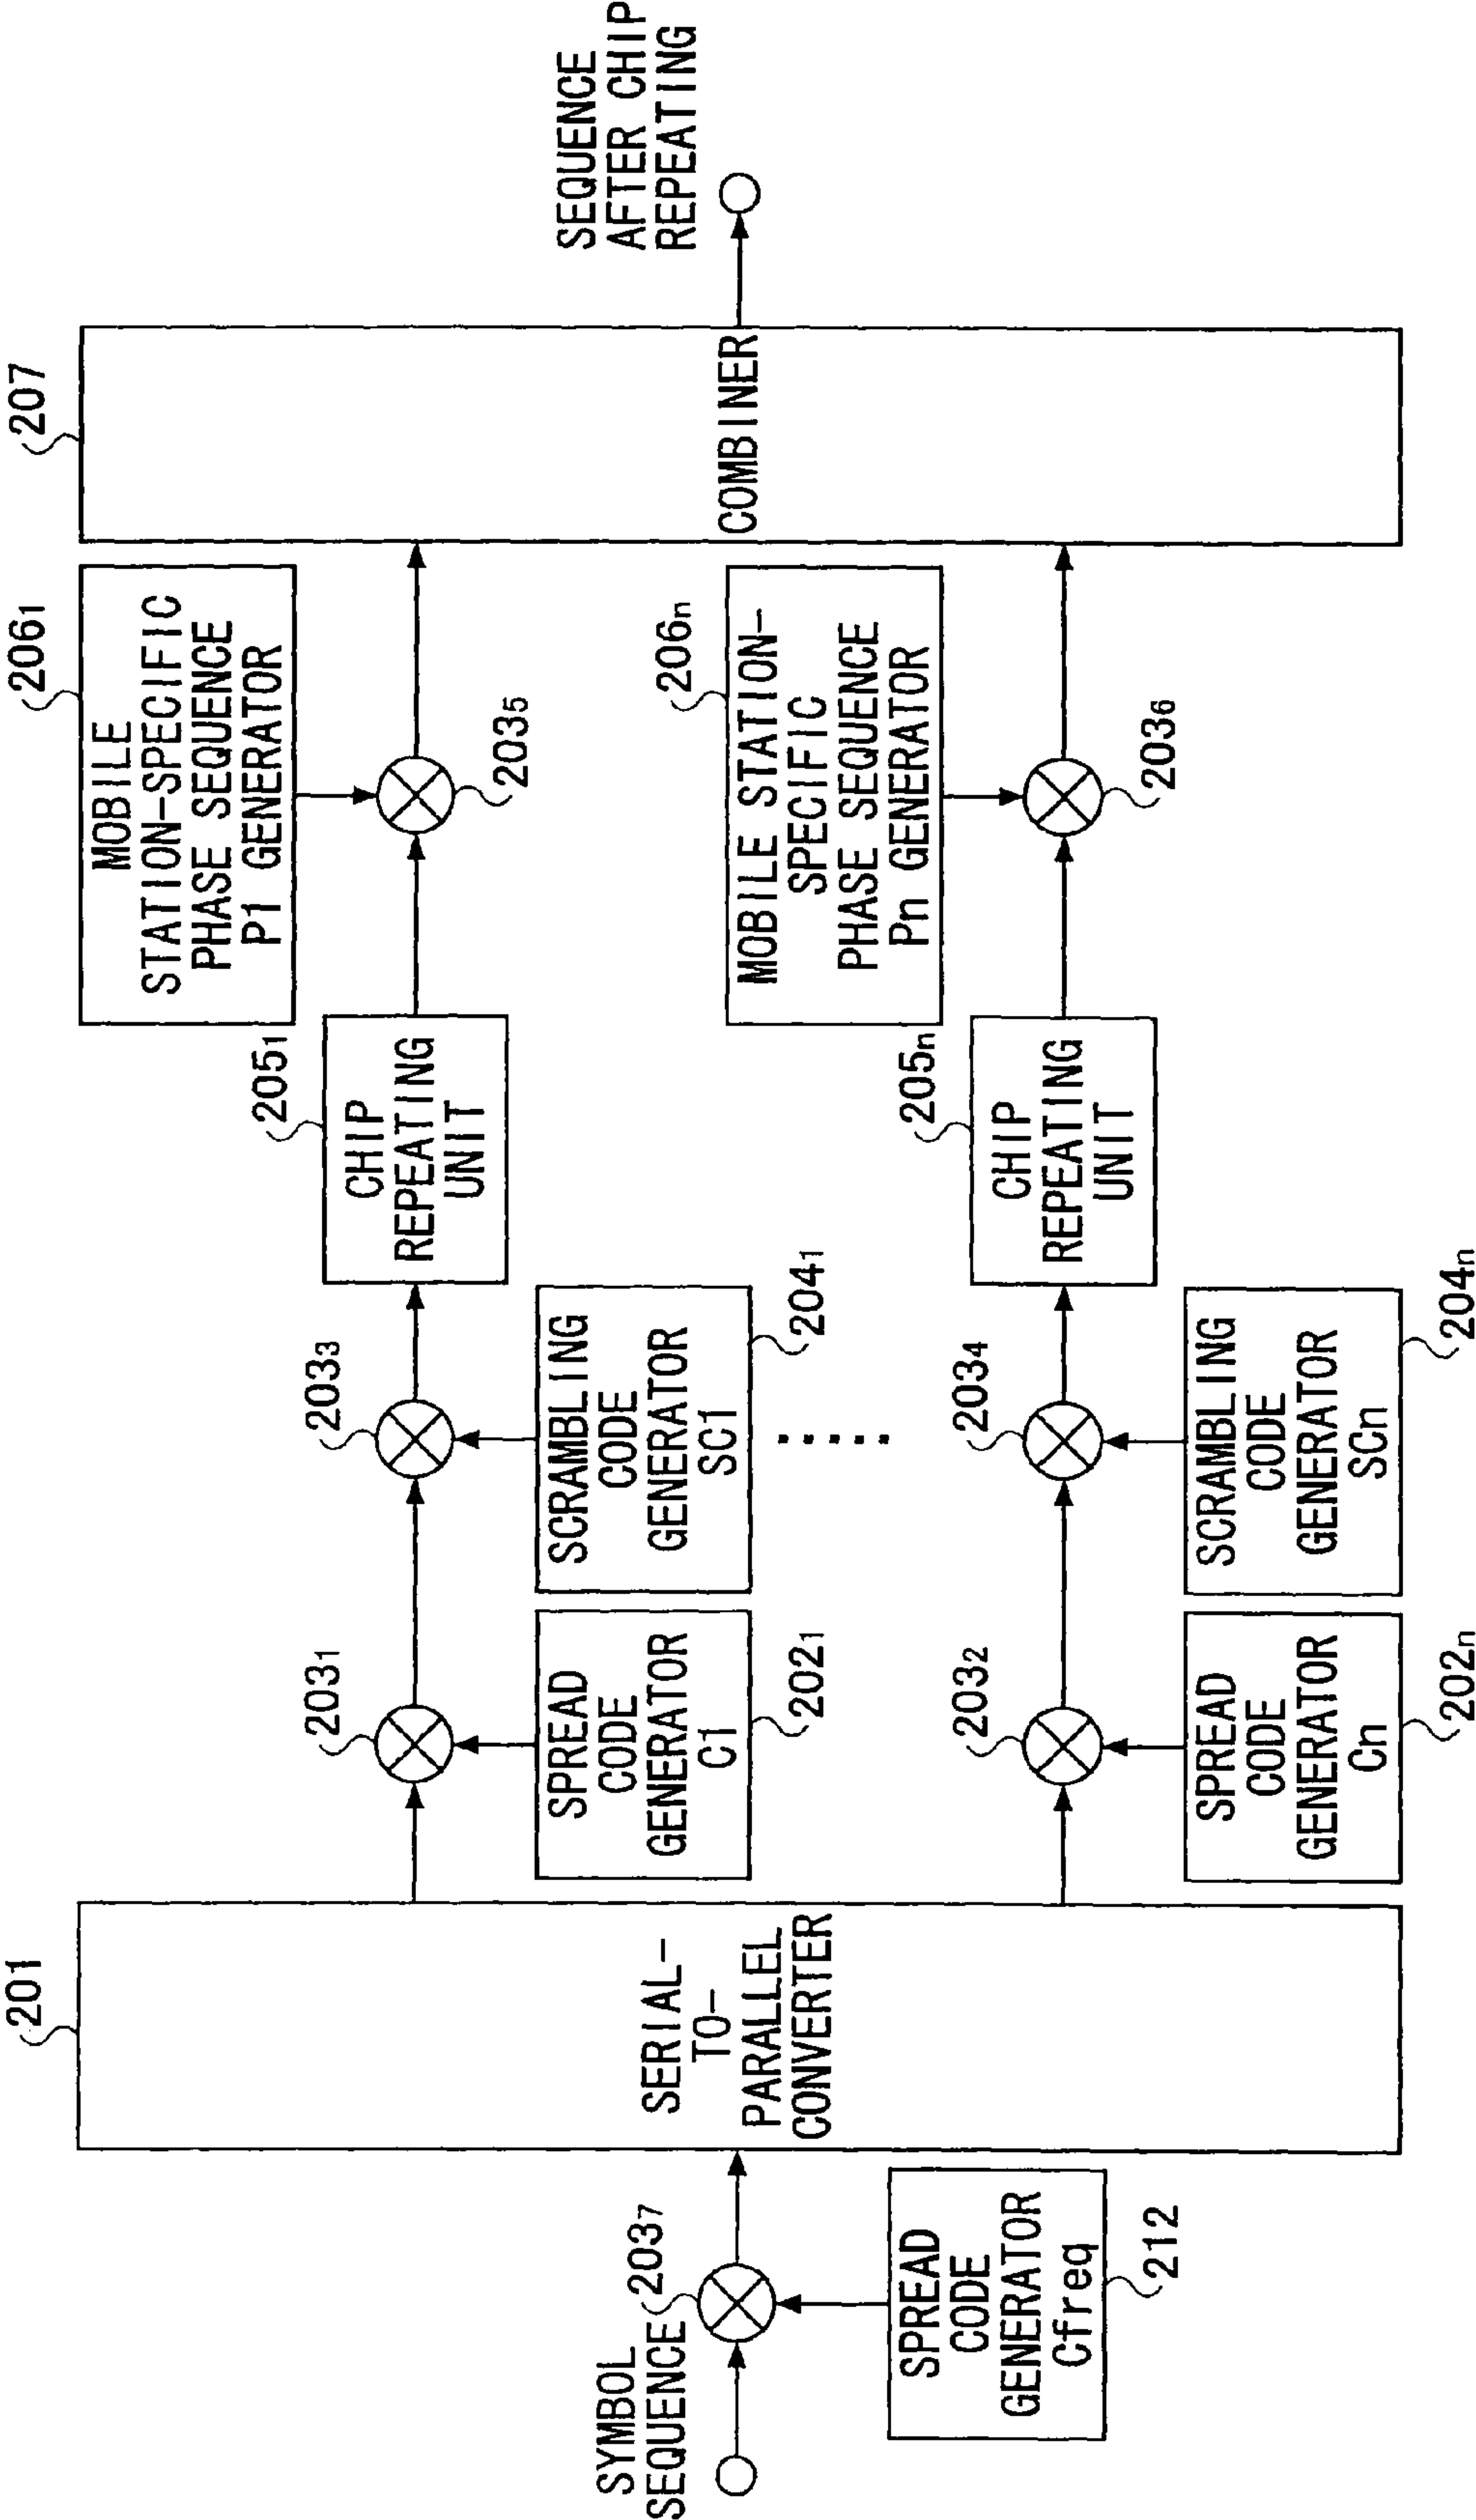 SYMBOL
SEQUENCE
203₇
SPREAD
CODE
GENERATOR
Cfreq
212
201
SERIAL-
TO-
PARALLEL
CONVERTER
203₁
SPREAD
CODE
GENERATOR
C1
202₁
203₃
SCRAMBLING
CODE
GENERATOR
SC1
204₁
205₁
CHIP
REPEATING
UNIT
206₁
MOBILE
STATION-SPECIFIC
PHASE SEQUENCE
P1 GENERATOR
203₅
203₂
SPREAD
CODE
GENERATOR
Cn
202ₙ
203₄
SCRAMBLING
CODE
GENERATOR
SCn
204ₙ
205ₙ
CHIP
REPEATING
UNIT
206ₙ
MOBILE STATION-
SPECIFIC
PHASE SEQUENCE
Pn GENERATOR
203₆
207
COMBINER
SEQUENCE
AFTER CHIP
REPEATING